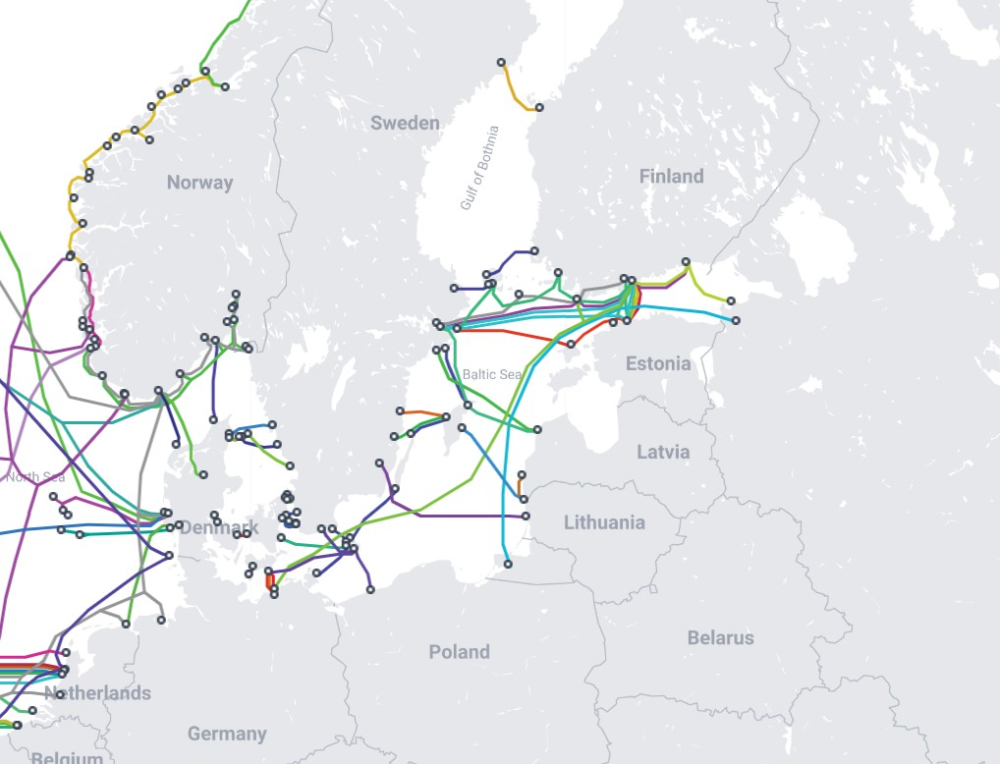 Sweden
Gulf of Bothnia
Finland
Norway
Estonia
Baltic Sea
Latvia
North Sea
Lithuania
Denmark
Belarus
Poland
Netherlands
Germany
Belgium